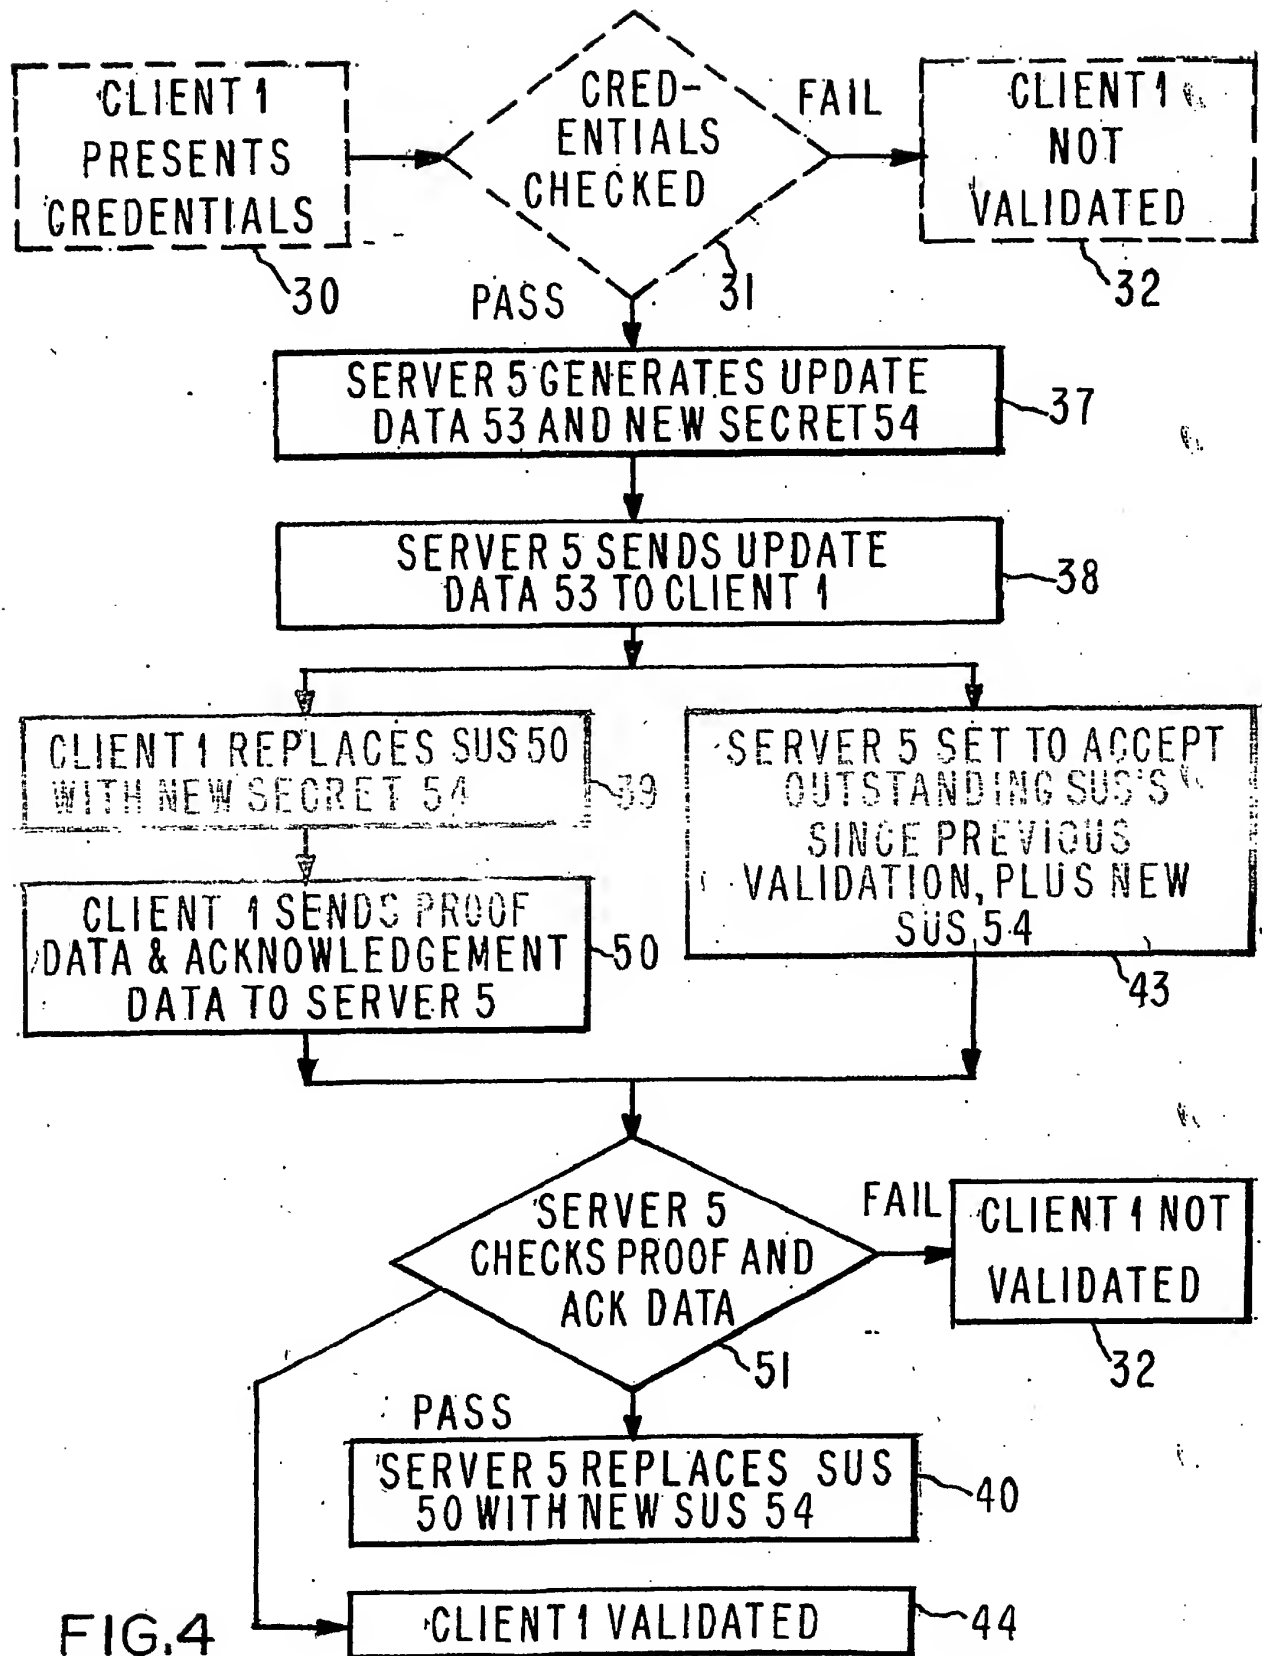 CLIENT 1
PRESENTS
CREDENTIALS
30
CRED-
ENTIALS
CHECKED
31
FAIL
CLIENT 1
NOT
VALIDATED
32
PASS
SERVER 5 GENERATES UPDATE
DATA 53 AND NEW SECRET 54
37
SERVER 5 SENDS UPDATE
DATA 53 TO CLIENT 1
38
CLIENT 1 REPLACES SUS 50
WITH NEW SECRET 54
39
SERVER 5 SET TO ACCEPT
OUTSTANDING SUS'S
SINCE PREVIOUS
VALIDATION, PLUS NEW
SUS 54
43
CLIENT 1 SENDS PROOF
DATA & ACKNOWLEDGEMENT
DATA TO SERVER 5
50
SERVER 5
CHECKS PROOF AND
ACK DATA
51
FAIL
CLIENT 1 NOT
VALIDATED
32
PASS
SERVER 5 REPLACES SUS
50 WITH NEW SUS 54
40
CLIENT 1 VALIDATED
44
FIG.4